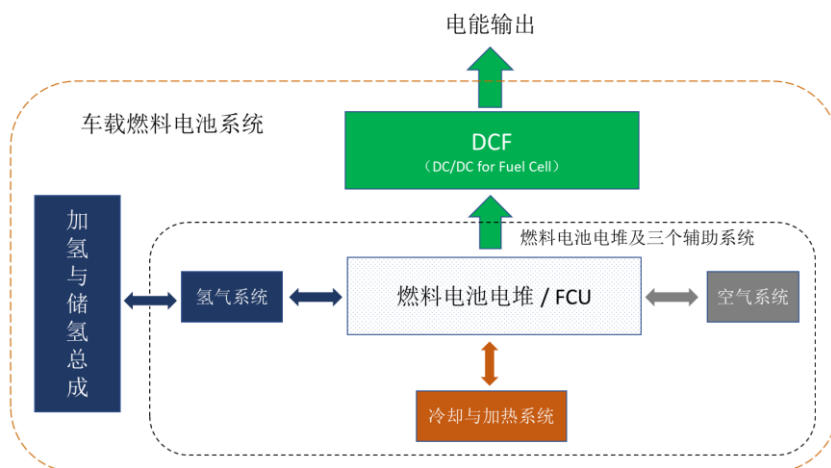 电能输出
车载燃料电池系统
DCF
（DC/DC for Fuel Cell）
燃料电池电堆及三个辅助系统
加氢与储氢总成
氢气系统
燃料电池电堆 / FCU
空气系统
冷却与加热系统